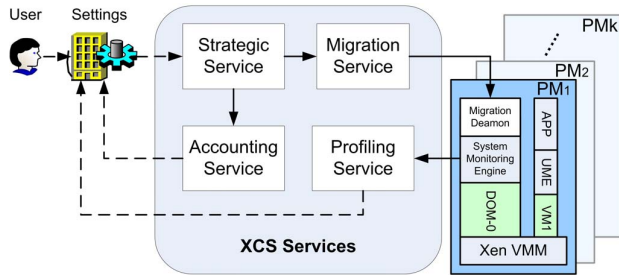 User
Settings
Strategic
Service
Migration
Service
Accounting
Service
Profiling
Service
XCS Services
PMk
PM2
PM1
Migration
Deamon
System
Monitoring
Engine
DOM-0
APP
UME
VM1
Xen VMM